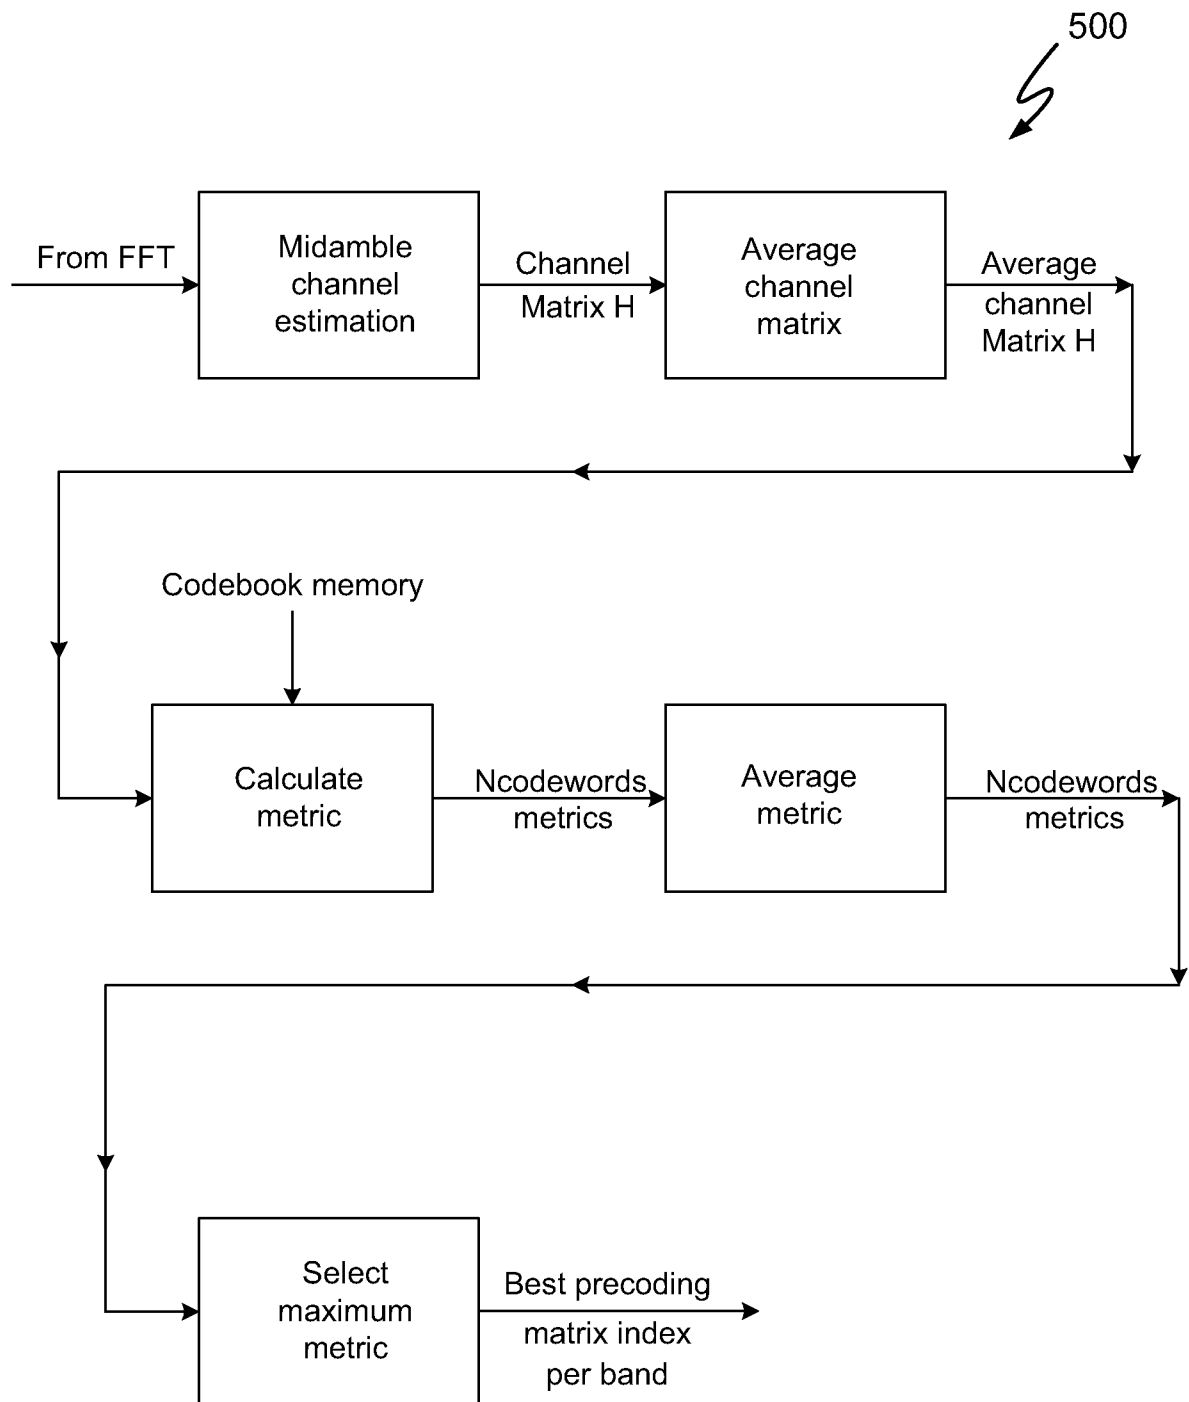 500
From FFT
Midamble
channel
estimation
Channel
Matrix H
Average
channel
matrix
Average
channel
Matrix H
Codebook memory
Calculate
metric
Ncodewords
metrics
Average
metric
Ncodewords
metrics
Select
maximum
metric
Best precoding
matrix index
per band